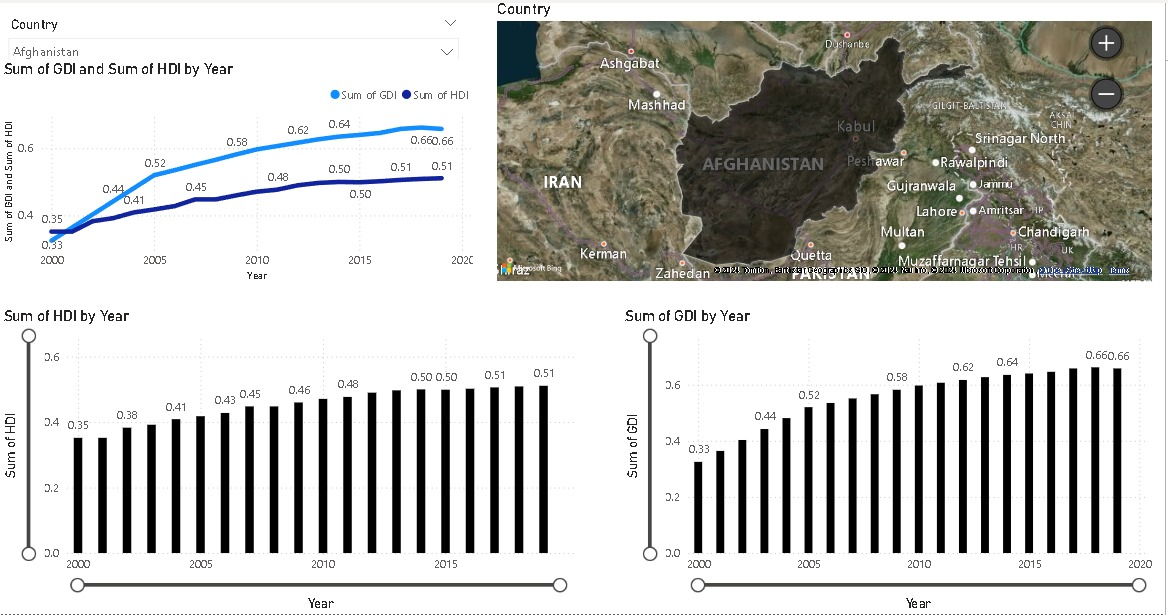 Country
Afghanistan
Sum of GDI and Sum of HDI by Year
Sum of GDI Sum of HDI
Sum of GDI and Sum of HDI
0.6
0.4
0.35
0.33
0.44
0.41
0.52
0.45
0.58
0.48
0.62
0.64
0.50
0.50
0.51
0.66
0.66
0.51
2000 2005 2010 2015 2020
Year
Country
Dushanbe
Ashgabat
Mashhad
GILGIT-BALTISTAN
AKSAI CHIN
Kabul
Srinagar North
AFGHANISTAN
Peshawar
Rawalpindi
IRAN
Gujranwala
Jammu
Lahore
Amritsar
HP
Multan
Chandigarh
HR
UK
Kerman
Quetta
Muzaffarnagar Tehsil
Microsoft Bing
Zahedan
PAKISTAN
Terms
Sum of HDI by Year
Sum of HDI
0.6
0.4
0.2
0.0
0.35
0.38
0.41
0.43
0.45
0.46
0.48
0.50
0.50
0.51
0.51
2000 2005 2010 2015
Year
Sum of GDI by Year
Sum of GDI
0.6
0.4
0.2
0.0
0.33
0.44
0.52
0.58
0.62
0.64
0.66
0.66
2000 2005 2010 2015 2020
Year